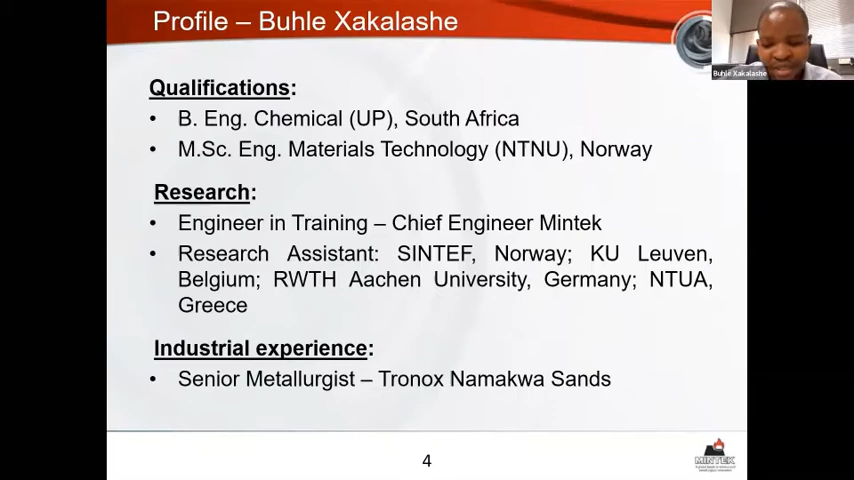 Profile – Buhle Xakalashe
Buhle Xakalashe
Qualifications:
• B. Eng. Chemical (UP), South Africa
• M.Sc. Eng. Materials Technology (NTNU), Norway
Research:
• Engineer in Training – Chief Engineer Mintek
• Research Assistant: SINTEF, Norway; KU Leuven,
Belgium; RWTH Aachen University, Germany; NTUA,
Greece
Industrial experience:
• Senior Metallurgist – Tronox Namakwa Sands
4
MINTEK